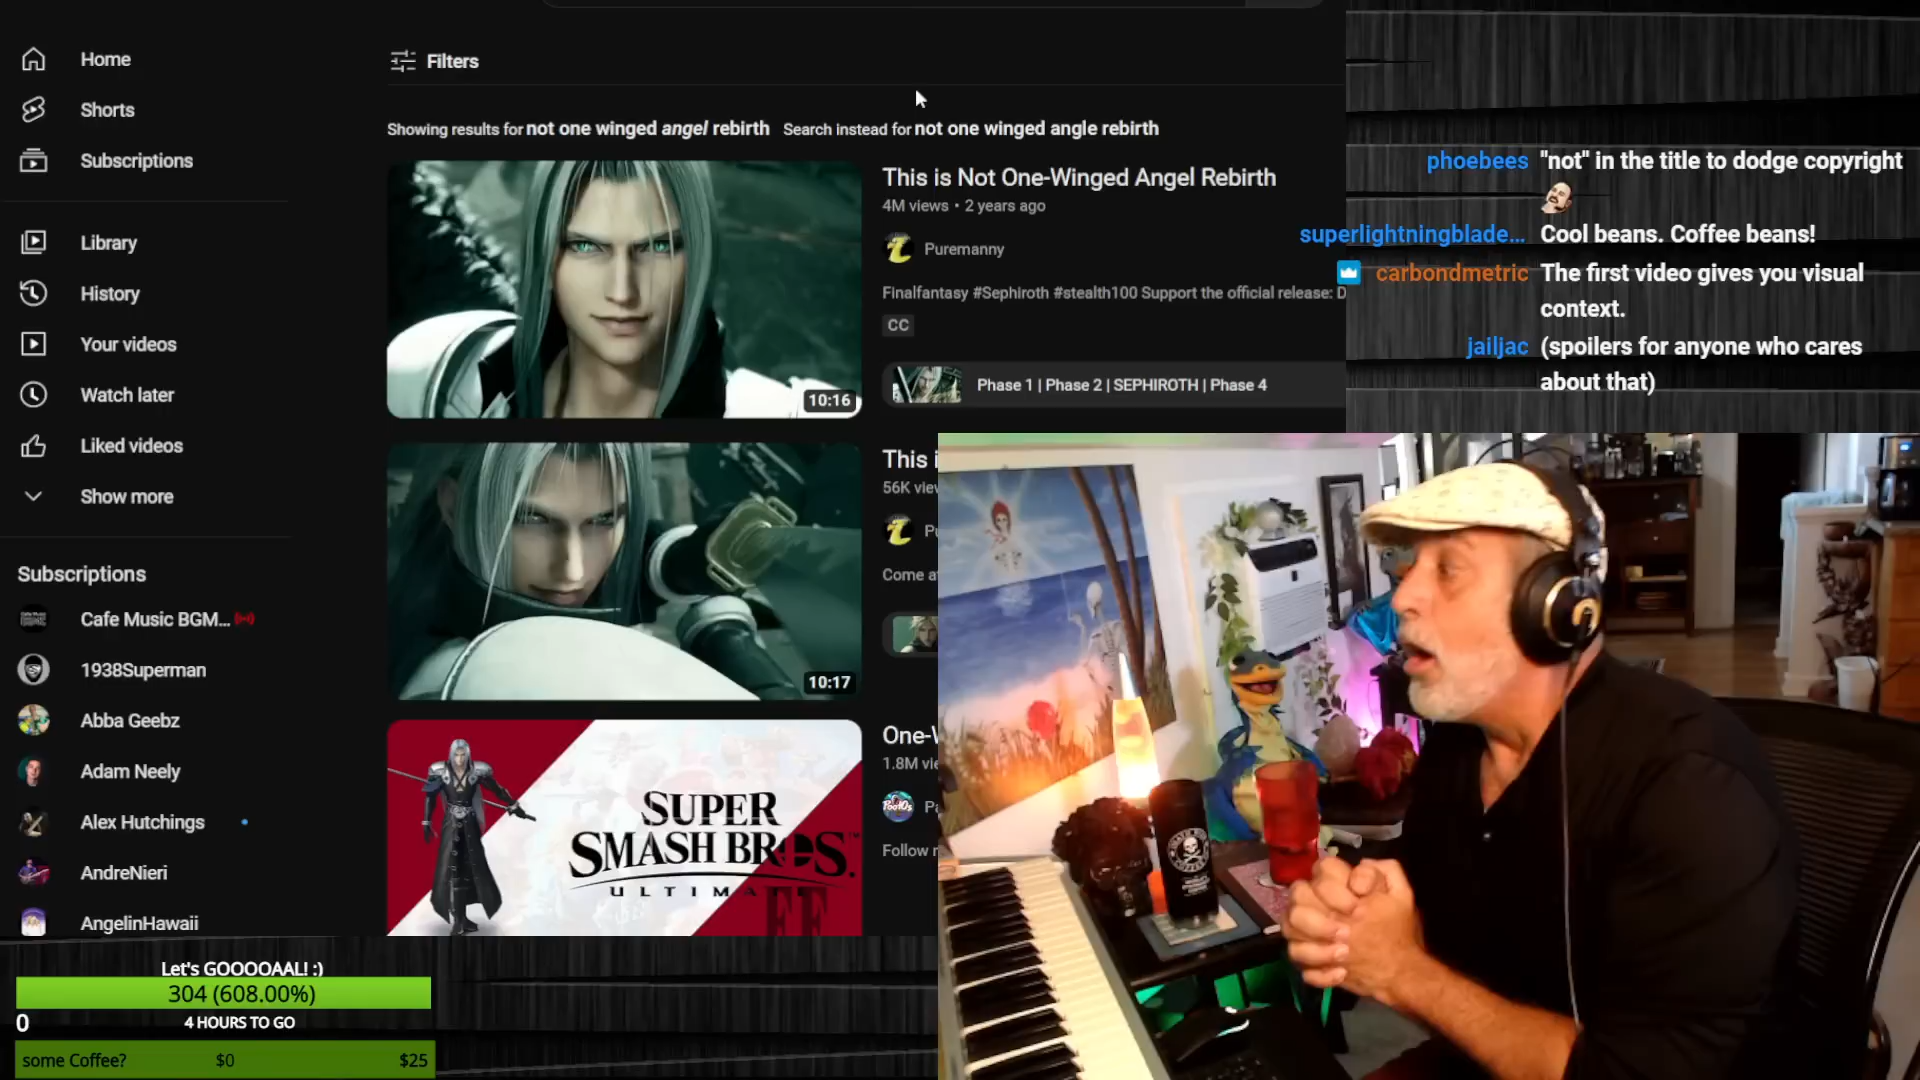 Home
Shorts
Subscriptions
Library
History
Your videos
Watch later
Liked videos
Show more
Subscriptions
Cafe Music BGM...
1938Superman
Abba Geebz
Adam Neely
Alex Hutchings
AndreNieri
AngelinHawaii
Filters
Showing results for not one winged angel rebirth Search instead for not one winged angle rebirth
10:16
This is Not One-Winged Angel Rebirth
4M views • 2 years ago
Puremanny
Finalfantasy #Sephiroth #stealth100 Support the official release: D
CC
Phase 1 | Phase 2 | SEPHIROTH | Phase 4
10:17
This i
56K vie
Come a
SUPER
SMASH BROS.
ULTIMATE
FF
One-W
1.8M vie
Follow
phoebees "not" in the title to dodge copyright
superlightningblade... Cool beans. Coffee beans!
carbondmetric The first video gives you visual
context.
jailjac (spoilers for anyone who cares
about that)
Let's GOOOOAAL! :)
304 (608.00%)
0 4 HOURS TO GO
some Coffee? $0 $25